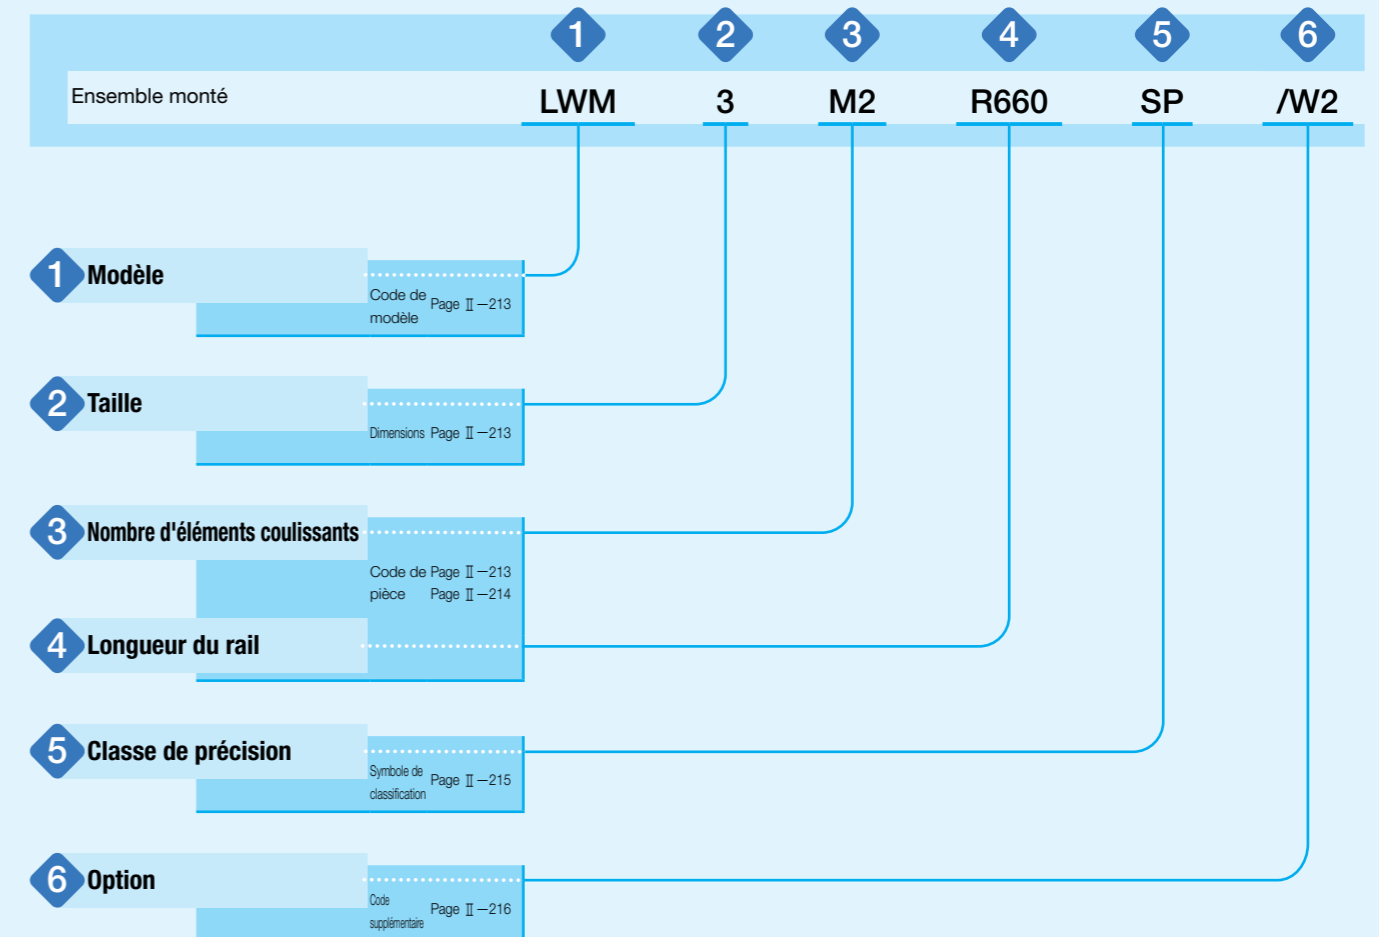 1 2 3 4 5 6
Ensemble monté LWM 3 M2 R660 SP /W2
1 Modèle
Code de modèle Page Ⅱ－213
2 Taille
Dimensions Page Ⅱ－213
3 Nombre d'éléments coulissants
Code de pièce Page Ⅱ－213
Page Ⅱ－214
4 Longueur du rail
5 Classe de précision
Symbole de classification Page Ⅱ－215
6 Option
Code supplémentaire Page Ⅱ－216